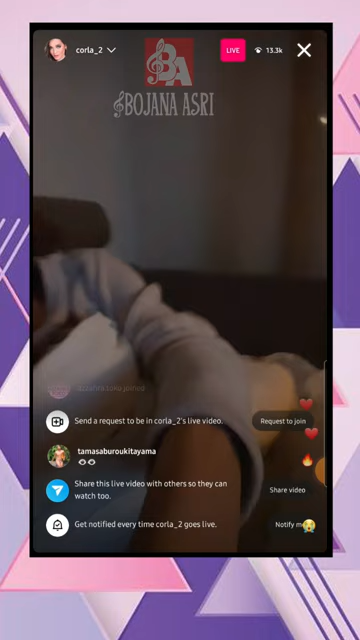 corla_2
LIVE
13.3k
BA
BOJANA ASRI
joined
Send a request to be in corla_2's live video.
Request to join
tamasaburoukitayama
Share this live video with others so they can
watch too.
Share video
Get notified every time corla_2 goes live.
Notify m